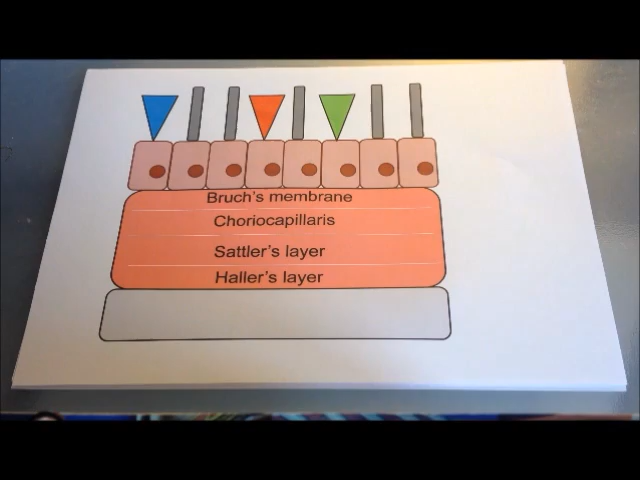 Bruch's membrane
Choriocapillaris
Sattler's layer
Haller's layer